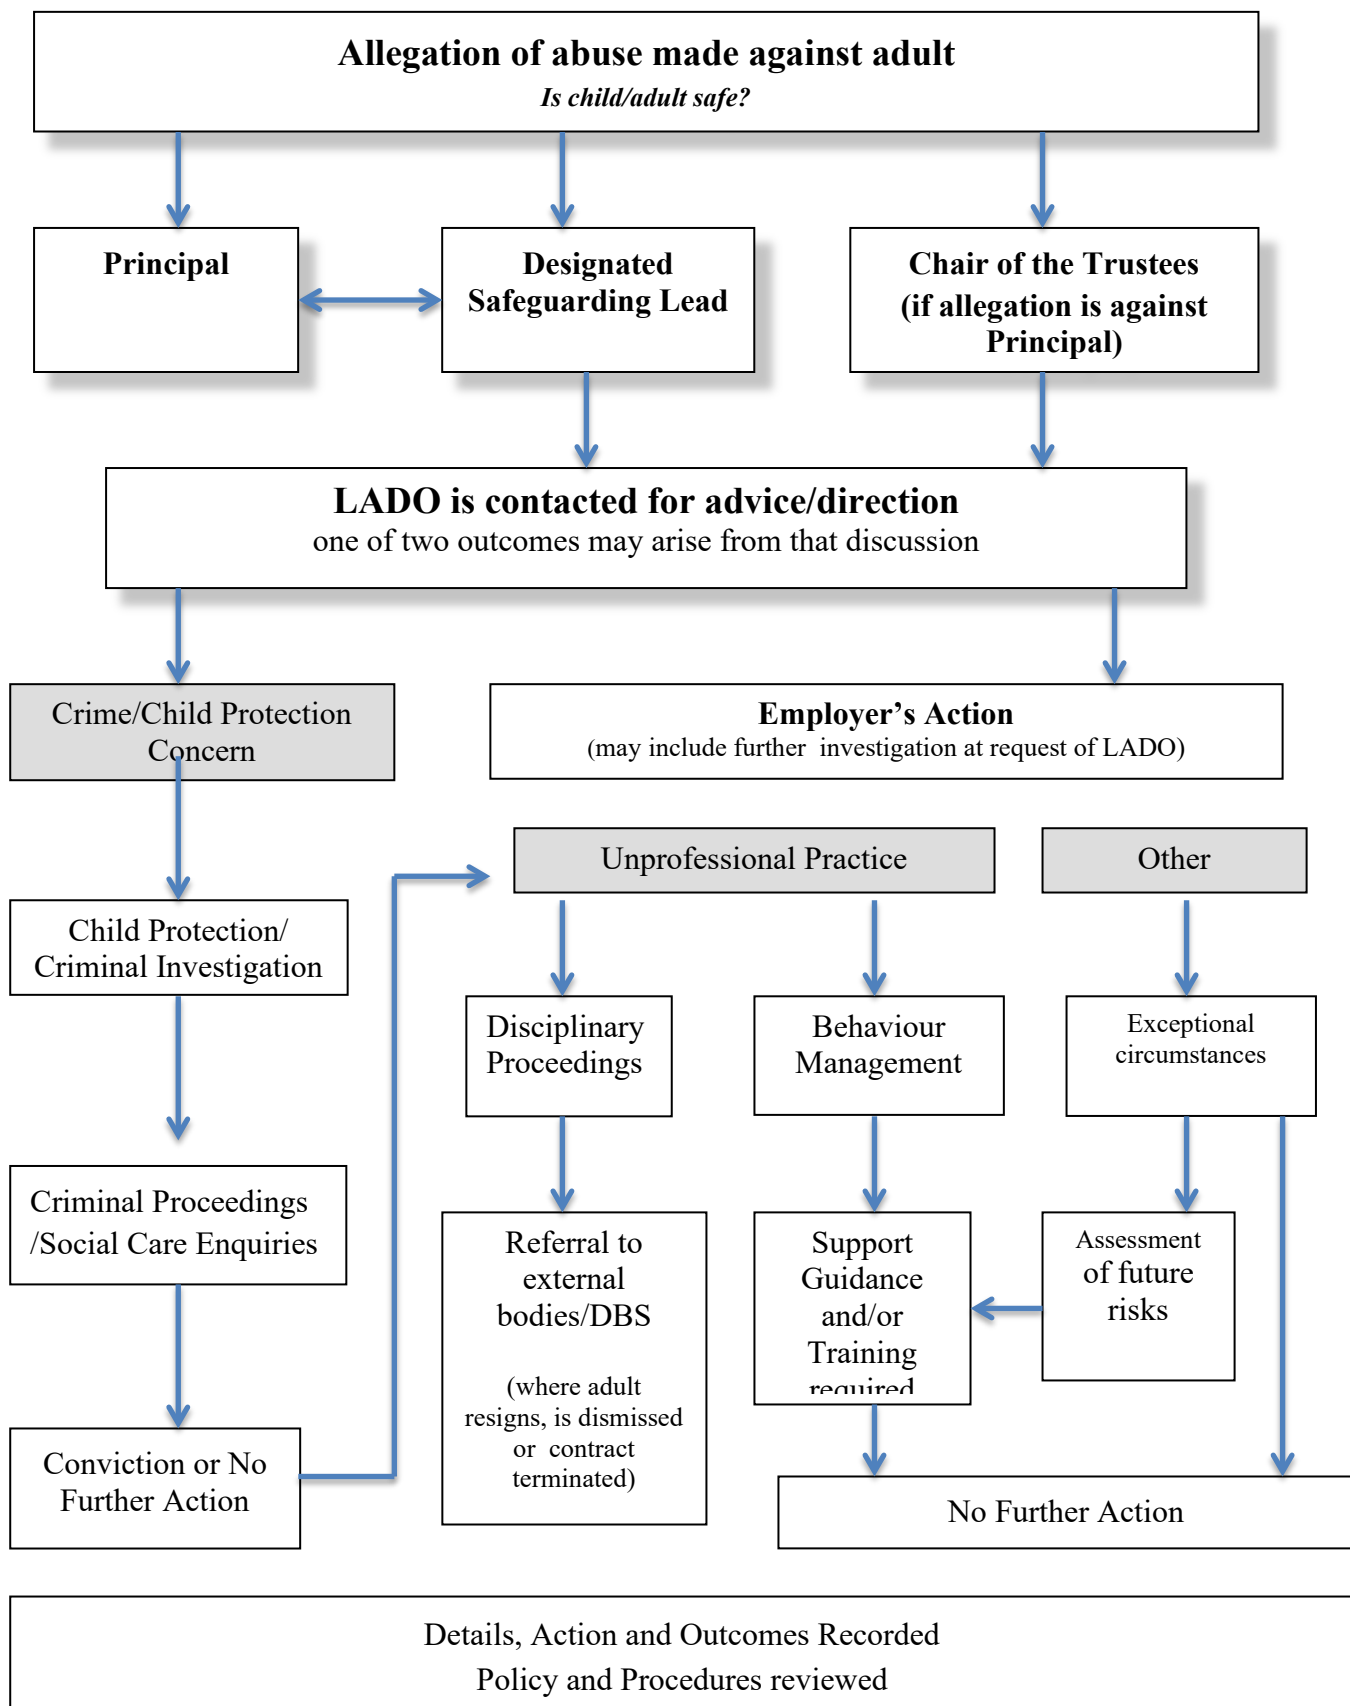 Allegation of abuse made against adult
Is child/adult safe?
Principal
Designated
Safeguarding Lead
Chair of the Trustees
(if allegation is against
Principal)
LADO is contacted for advice/direction
one of two outcomes may arise from that discussion
Crime/Child Protection
Concern
Employer’s Action
(may include further investigation at request of LADO)
Unprofessional Practice
Other
Child Protection/
Criminal Investigation
Disciplinary
Proceedings
Behaviour
Management
Exceptional
circumstances
Criminal Proceedings
/Social Care Enquiries
Referral to
external
bodies/DBS
(where adult
resigns, is dismissed
or contract
terminated)
Support
Guidance
and/or
Training
required
Assessment
of future
risks
Conviction or No
Further Action
No Further Action
Details, Action and Outcomes Recorded
Policy and Procedures reviewed